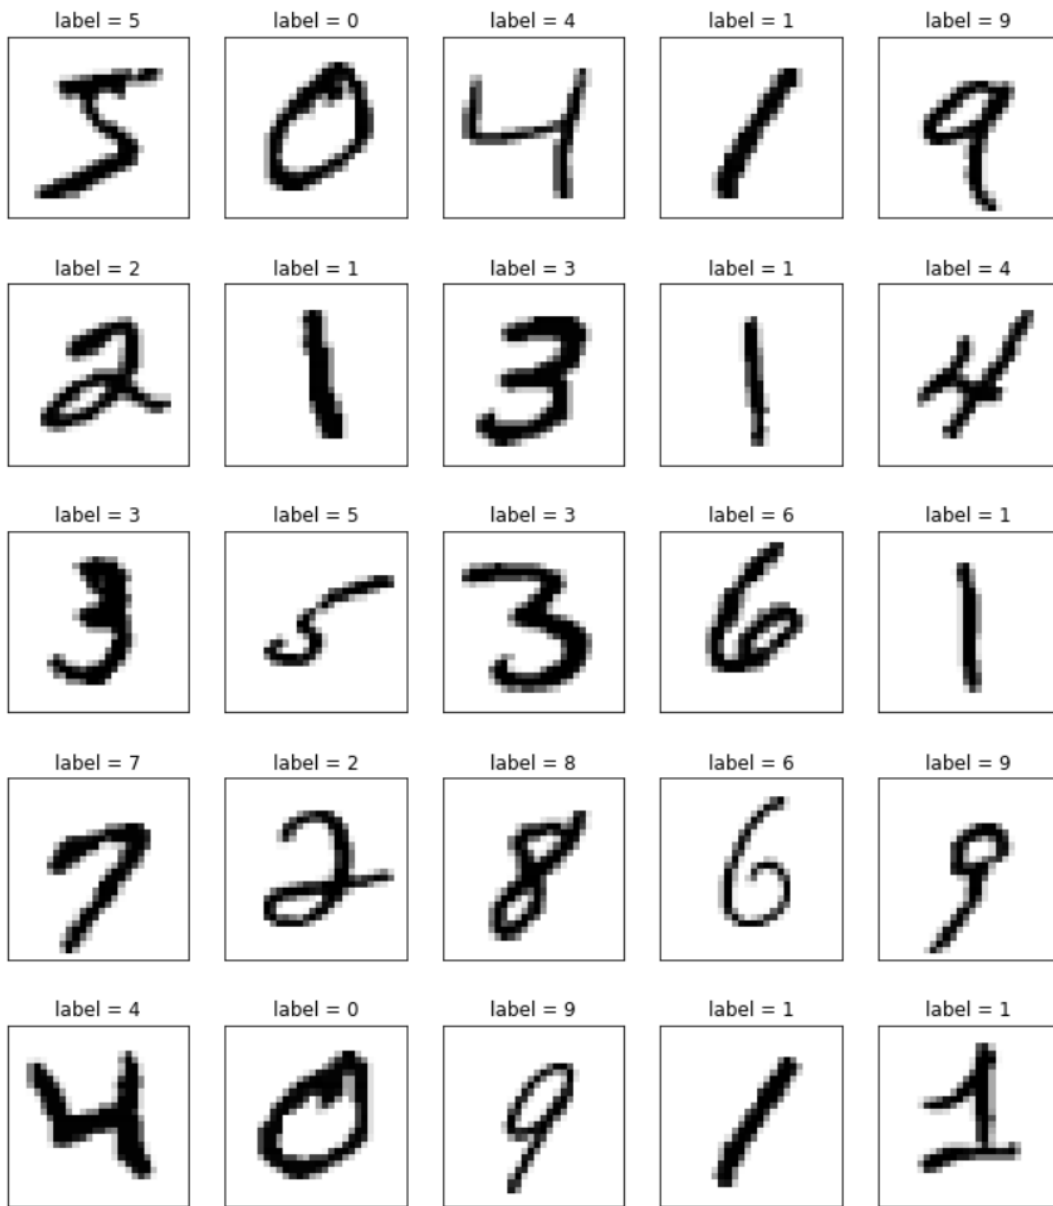 label = 5 label = 0 label = 4 label = 1 label = 9
5 0 4 1 9
label = 2 label = 1 label = 3 label = 1 label = 4
2 1 3 1 4
label = 3 label = 5 label = 3 label = 6 label = 1
3 5 3 6 1
label = 7 label = 2 label = 8 label = 6 label = 9
7 2 8 6 9
label = 4 label = 0 label = 9 label = 1 label = 1
4 0 9 1 1